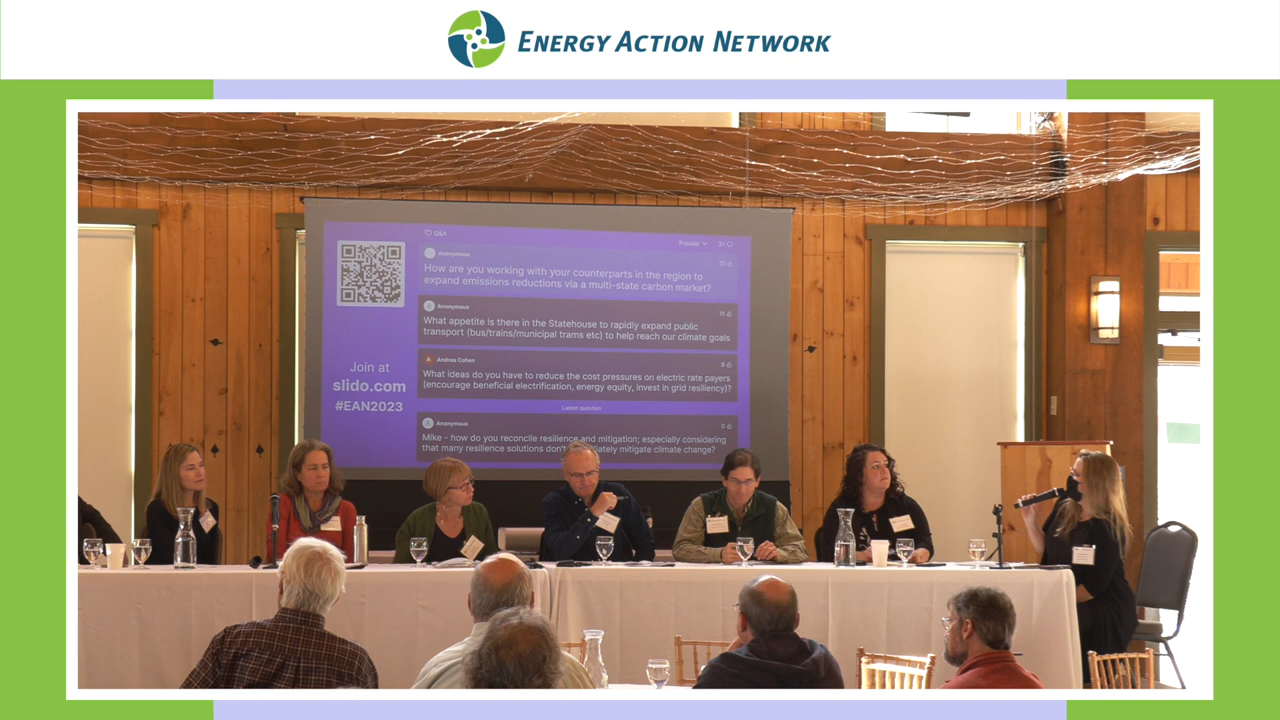 ENERGY ACTION NETWORK
Q&A
Popular 21
Anonymous
How are you working with your counterparts in the region to
expand emissions reductions via a multi-state carbon market?
Anonymous
11
What appetite is there in the Statehouse to rapidly expand public
transport (bus/trains/municipal trams etc) to help reach our climate goals
A Andrea Cohen
9
What ideas do you have to reduce the cost pressures on electric rate payers
(encourage beneficial electrification, energy equity, invest in grid resiliency)?
Latest question
Anonymous
0
Mike - how do you reconcile resilience and mitigation; especially considering
that many resilience solutions don't mitigate climate change?
Join at
slido.com
#EAN2023